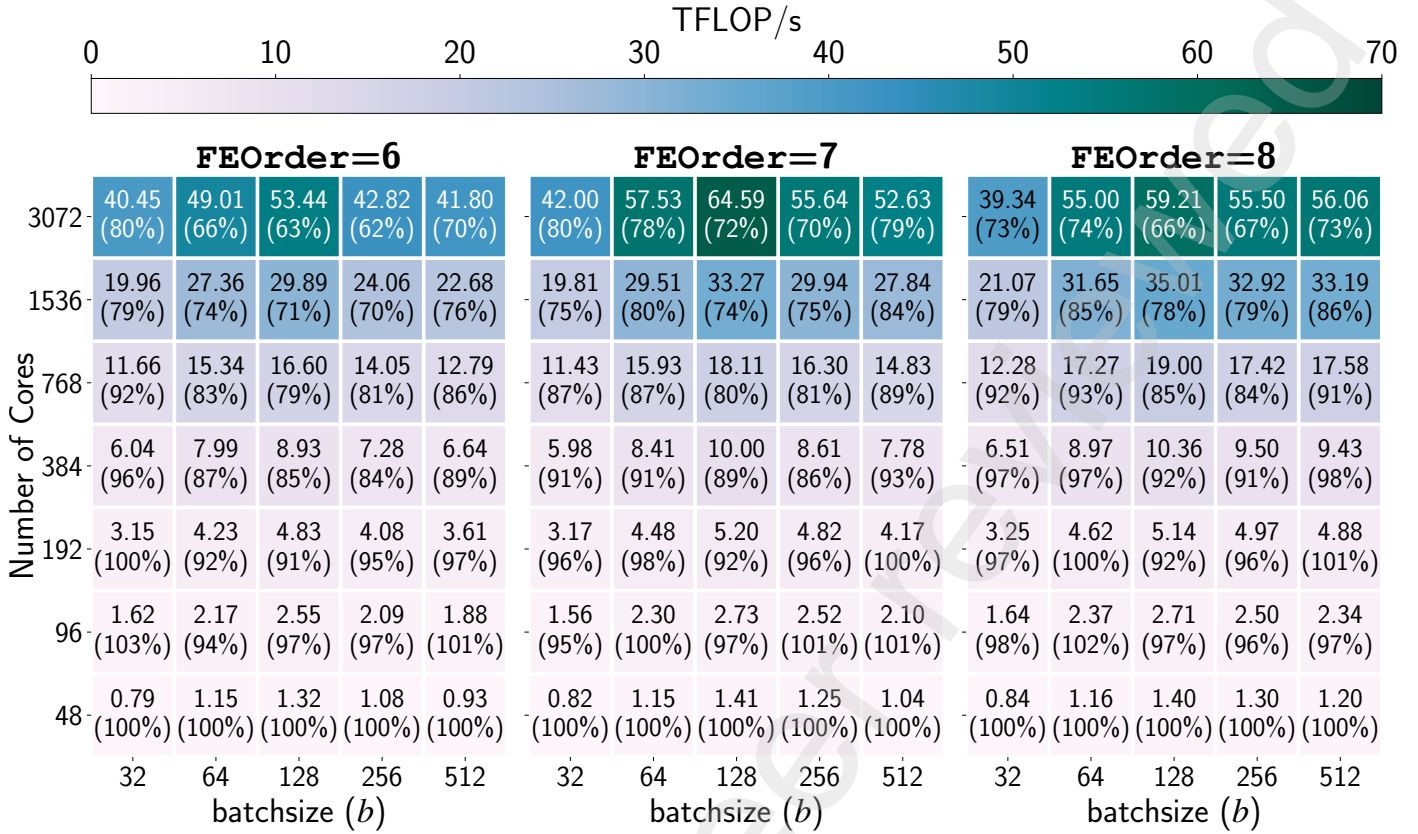 TFLOP/s
0 10 20 30 40 50 60 70
FEOrder=6 FEOrder=7 FEOrder=8
Number of Cores
3072
40.45 49.01 53.44 42.82 41.80 42.00 57.53 64.59 55.64 52.63 39.34 55.00 59.21 55.50 56.06
(80%) (66%) (63%) (62%) (70%) (80%) (78%) (72%) (70%) (79%) (73%) (74%) (66%) (67%) (73%)
1536
19.96 27.36 29.89 24.06 22.68 19.81 29.51 33.27 29.94 27.84 21.07 31.65 35.01 32.92 33.19
(79%) (74%) (71%) (70%) (76%) (75%) (80%) (74%) (75%) (84%) (79%) (85%) (78%) (79%) (86%)
768
11.66 15.34 16.60 14.05 12.79 11.43 15.93 18.11 16.30 14.83 12.28 17.27 19.00 17.42 17.58
(92%) (83%) (79%) (81%) (86%) (87%) (87%) (80%) (81%) (89%) (92%) (93%) (85%) (84%) (91%)
384
6.04 7.99 8.93 7.28 6.64 5.98 8.41 10.00 8.61 7.78 6.51 8.97 10.36 9.50 9.43
(96%) (87%) (85%) (84%) (89%) (91%) (91%) (89%) (86%) (93%) (97%) (97%) (92%) (91%) (98%)
192
3.15 4.23 4.83 4.08 3.61 3.17 4.48 5.20 4.82 4.17 3.25 4.62 5.14 4.97 4.88
(100%) (92%) (91%) (95%) (97%) (96%) (98%) (92%) (96%) (100%) (97%) (100%) (92%) (96%) (101%)
96
1.62 2.17 2.55 2.09 1.88 1.56 2.30 2.73 2.52 2.10 1.64 2.37 2.71 2.50 2.34
(103%) (94%) (97%) (97%) (101%) (95%) (100%) (97%) (101%) (101%) (98%) (102%) (97%) (96%) (97%)
48
0.79 1.15 1.32 1.08 0.93 0.82 1.15 1.41 1.25 1.04 0.84 1.16 1.40 1.30 1.20
(100%) (100%) (100%) (100%) (100%) (100%) (100%) (100%) (100%) (100%) (100%) (100%) (100%) (100%) (100%)
32 64 128 256 512 32 64 128 256 512 32 64 128 256 512
batchsize (b) batchsize (b) batchsize (b)
er reviewed